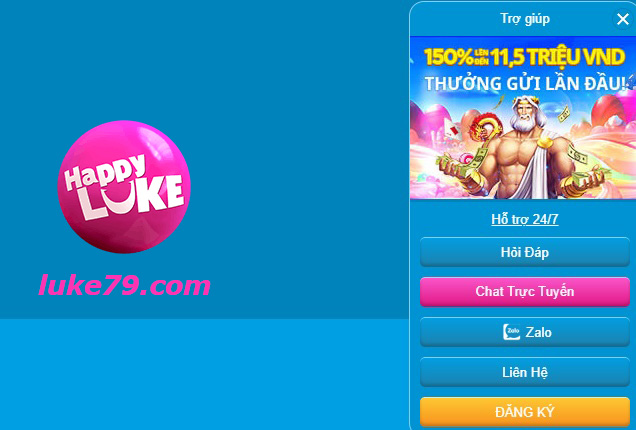 Happy
LUKE
luke79.com
Trợ giúp
150% LÊN ĐẾN 11,5 TRIỆU VND
THƯỞNG GỬI LẦN ĐẦU!
Hỗ trợ 24/7
Hỏi Đáp
Chat Trực Tuyến
Zalo Zalo
Liên Hệ
ĐĂNG KÝ